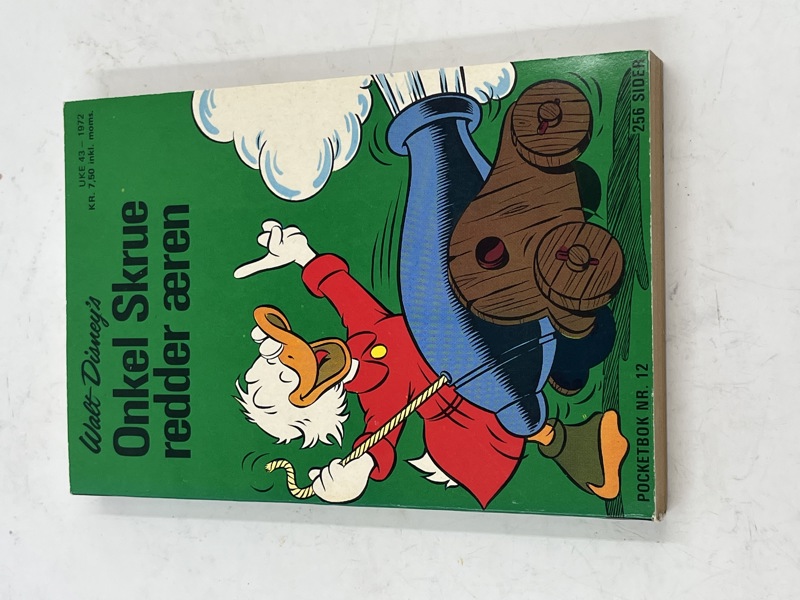 UKE 43 - 1972
KR. 7,50 inkl. moms.
Walt Disney's
Onkel Skrue
redder æren
POCKETBOK NR. 12
256 SIDER